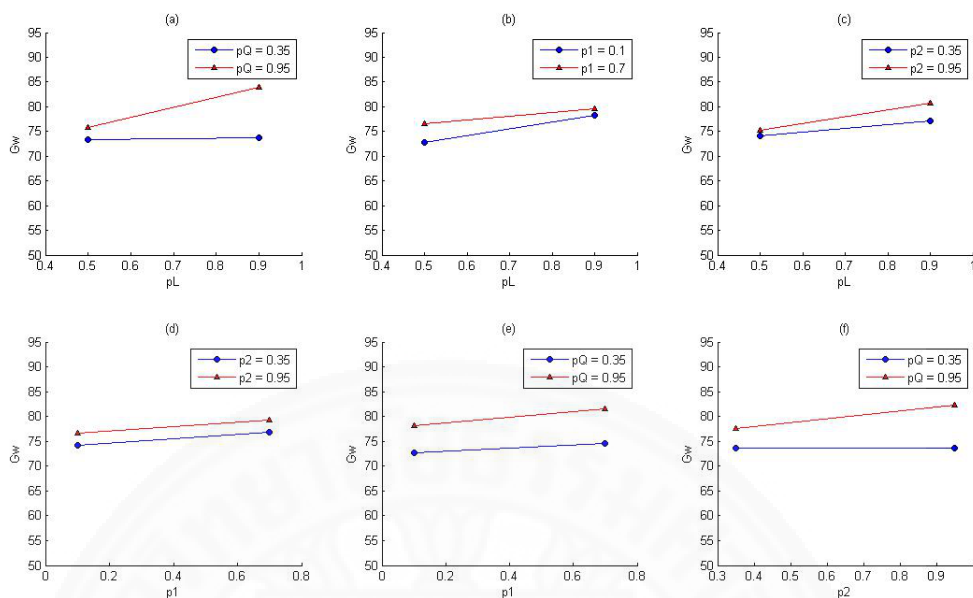 (a)
95
90
85
80
75
70
65
60
55
50
Gw
pQ = 0.35
pQ = 0.95
0.4 0.5 0.6 0.7 0.8 0.9 1
pL
(b)
95
90
85
80
75
70
65
60
55
50
Gw
p1 = 0.1
p1 = 0.7
0.4 0.5 0.6 0.7 0.8 0.9 1
pL
(c)
95
90
85
80
75
70
65
60
55
50
Gw
p2 = 0.35
p2 = 0.95
0.4 0.5 0.6 0.7 0.8 0.9 1
pL
(d)
95
90
85
80
75
70
65
60
55
50
Gw
p2 = 0.35
p2 = 0.95
0 0.2 0.4 0.6 0.8
p1
(e)
95
90
85
80
75
70
65
60
55
50
Gw
pQ = 0.35
pQ = 0.95
0 0.2 0.4 0.6 0.8
p1
(f)
95
90
85
80
75
70
65
60
55
50
Gw
pQ = 0.35
pQ = 0.95
0.3 0.4 0.5 0.6 0.7 0.8 0.9
p2